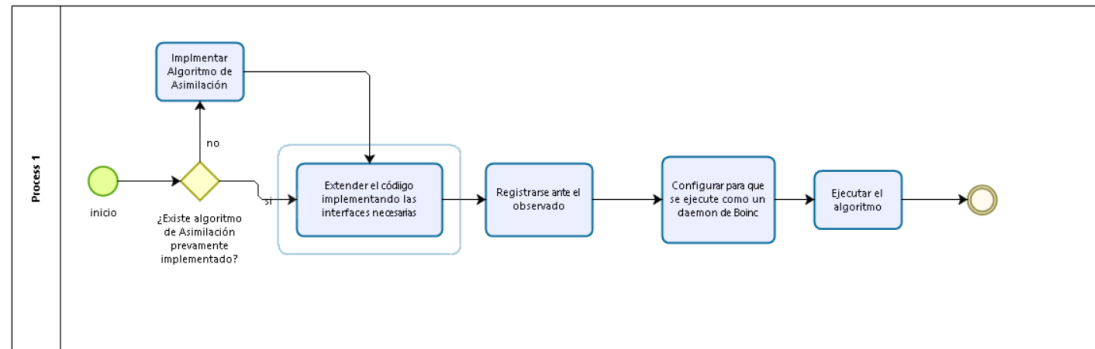 Process 1
inicio
¿Existe algoritmo
de Asimilación
prevamente
implementado?
no
si
Implmentar
Algoritmo de
Asimilación
Extender el códiigo
implementando las
interfaces necesarias
Registrarse ante el
observado
Configurar para que
se ejecute como un
daemon de Boinc
Ejecutar el
algoritmo